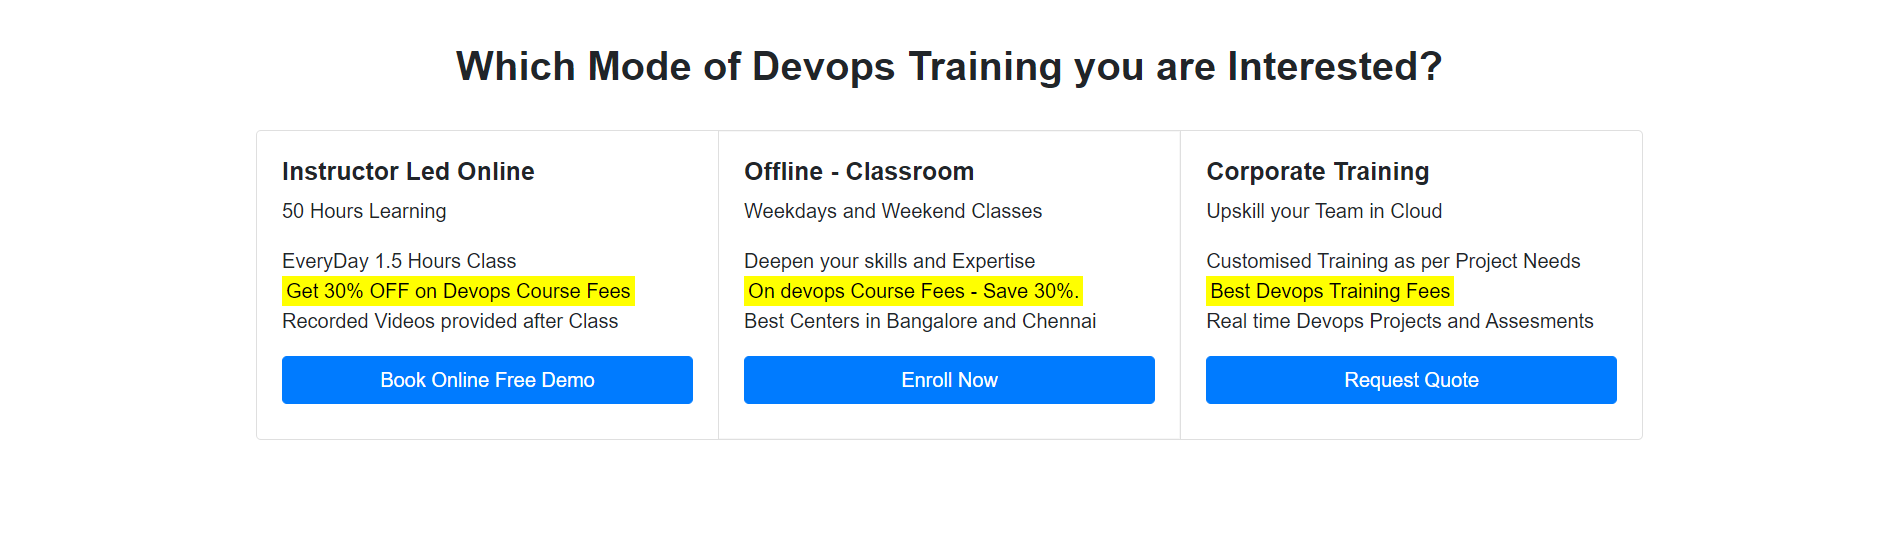 Which Mode of Devops Training you are Interested?
Instructor Led Online
50 Hours Learning
EveryDay 1.5 Hours Class
Get 30% OFF on Devops Course Fees
Recorded Videos provided after Class
Book Online Free Demo
Offline - Classroom
Weekdays and Weekend Classes
Deepen your skills and Expertise
On devops Course Fees - Save 30%.
Best Centers in Bangalore and Chennai
Enroll Now
Corporate Training
Upskill your Team in Cloud
Customised Training as per Project Needs
Best Devops Training Fees
Real time Devops Projects and Assesments
Request Quote